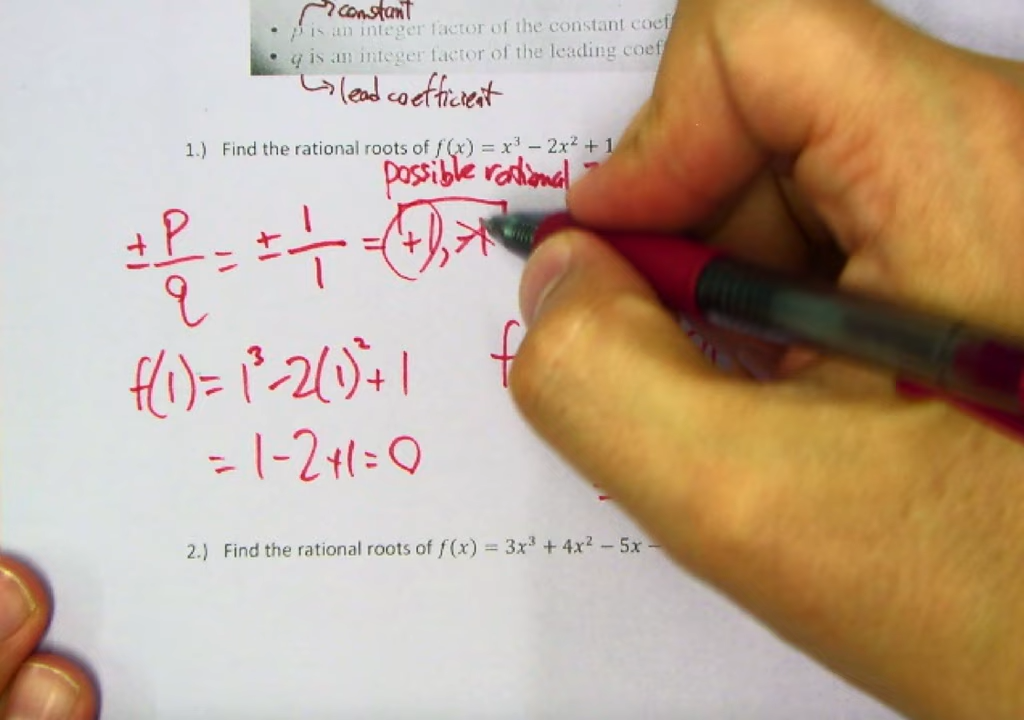 constant
• p is an integer factor of the constant coef
• q is an integer factor of the leading coef
lead coefficient
1.) Find the rational roots of f(x) = x³ − 2x² + 1
possible rational
± P/q = ± 1/1 = +1, -1
f(1) = 1³ - 2(1)² + 1
f
= 1 - 2 + 1 = 0
2.) Find the rational roots of f(x) = 3x³ + 4x² − 5x −